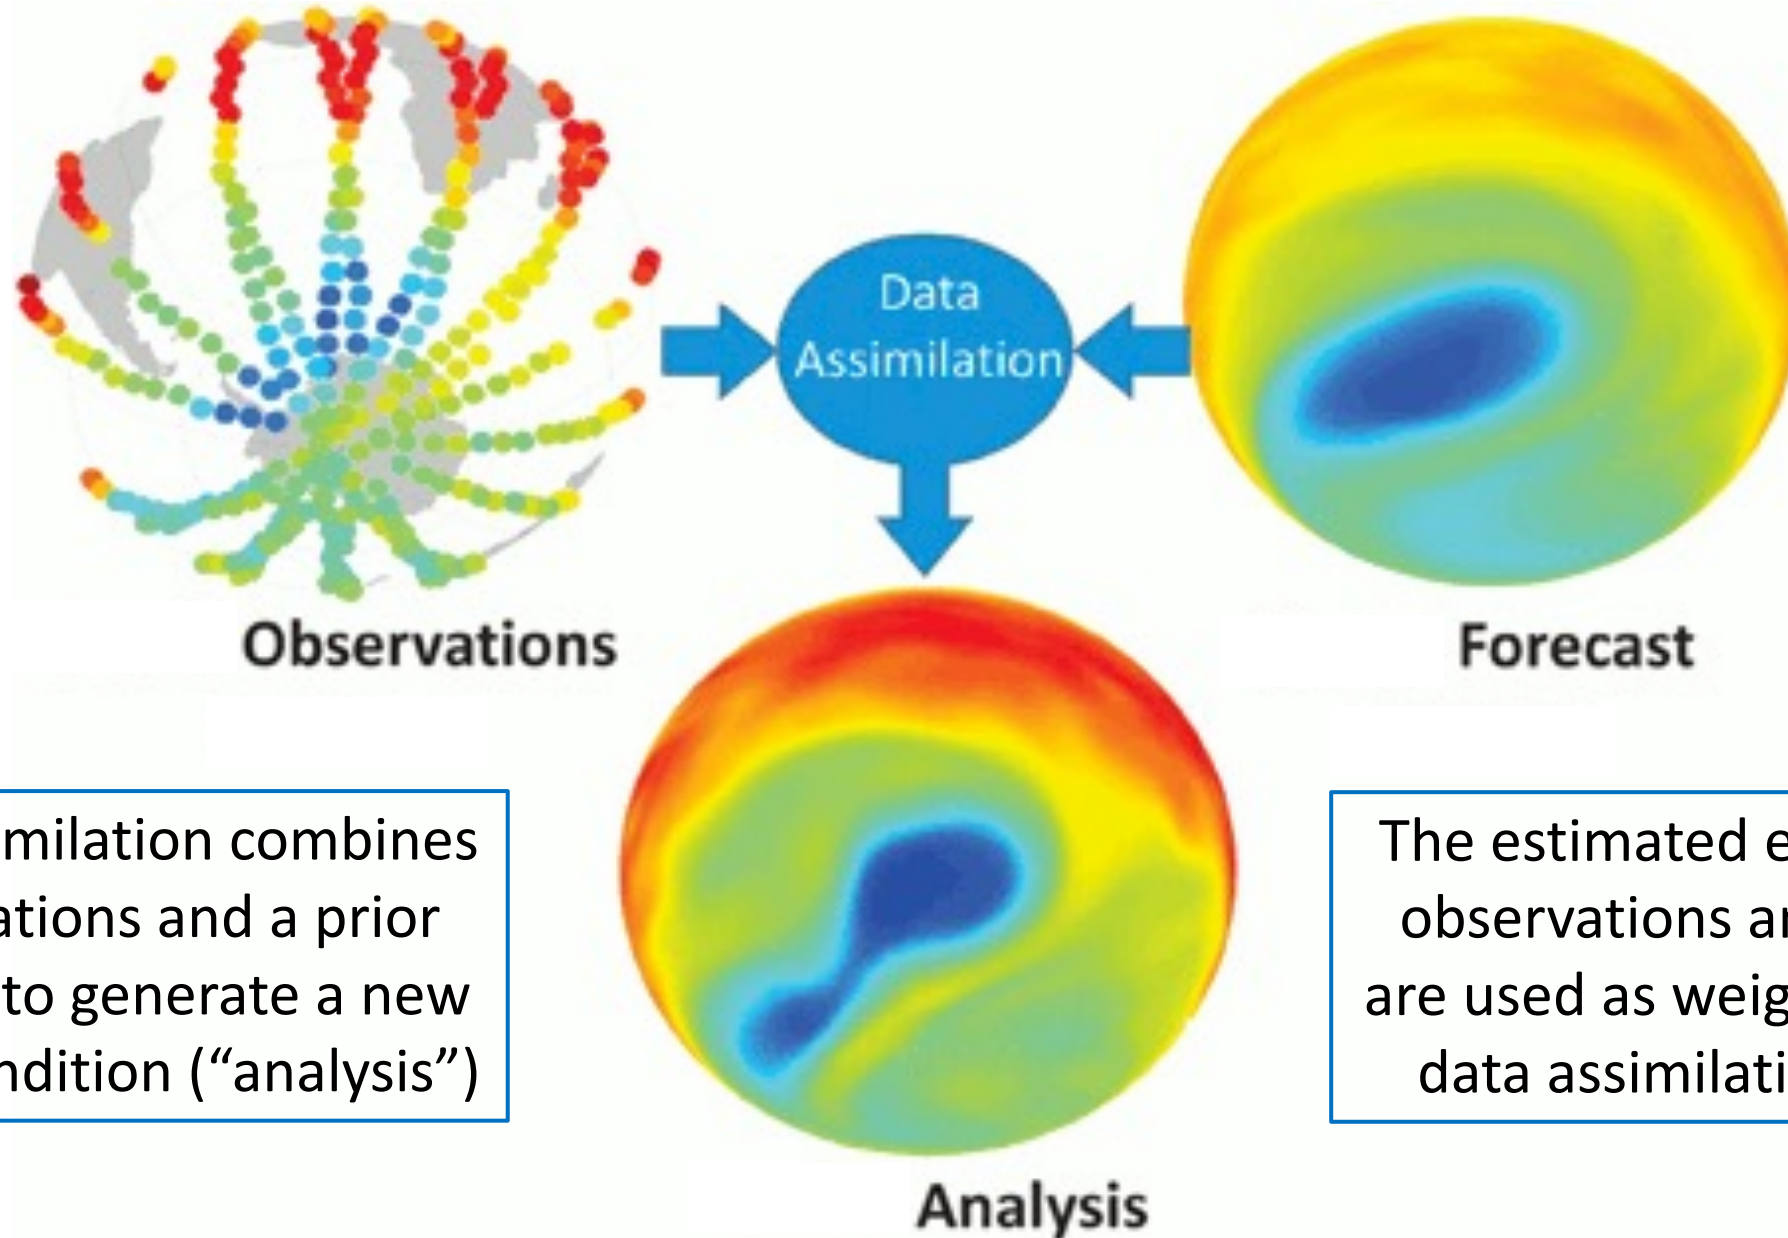 Data
Assimilation
Observations
Forecast
Analysis
milation combines
ations and a prior
to generate a new
ndition (“analysis”)
The estimated e
observations a
are used as weig
data assimilati